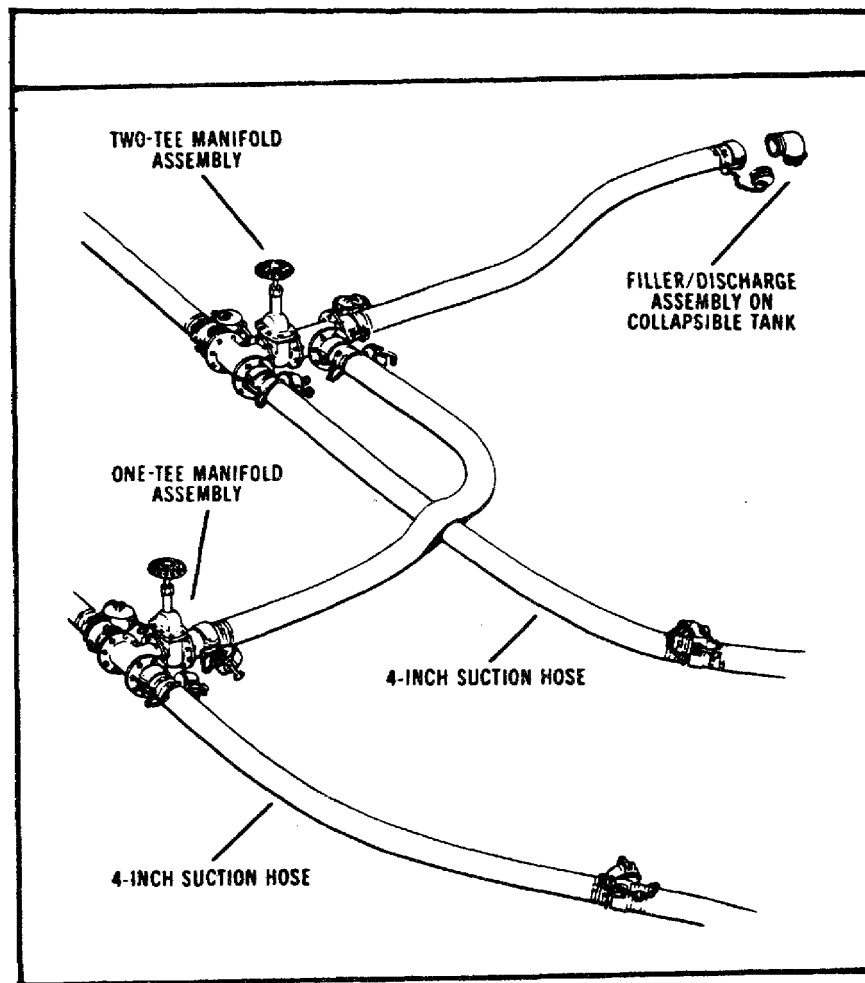 TWO-TEE MANIFOLD
ASSEMBLY
FILLER/DISCHARGE
ASSEMBLY ON
COLLAPSIBLE TANK
ONE-TEE MANIFOLD
ASSEMBLY
4-INCH SUCTION HOSE
4-INCH SUCTION HOSE